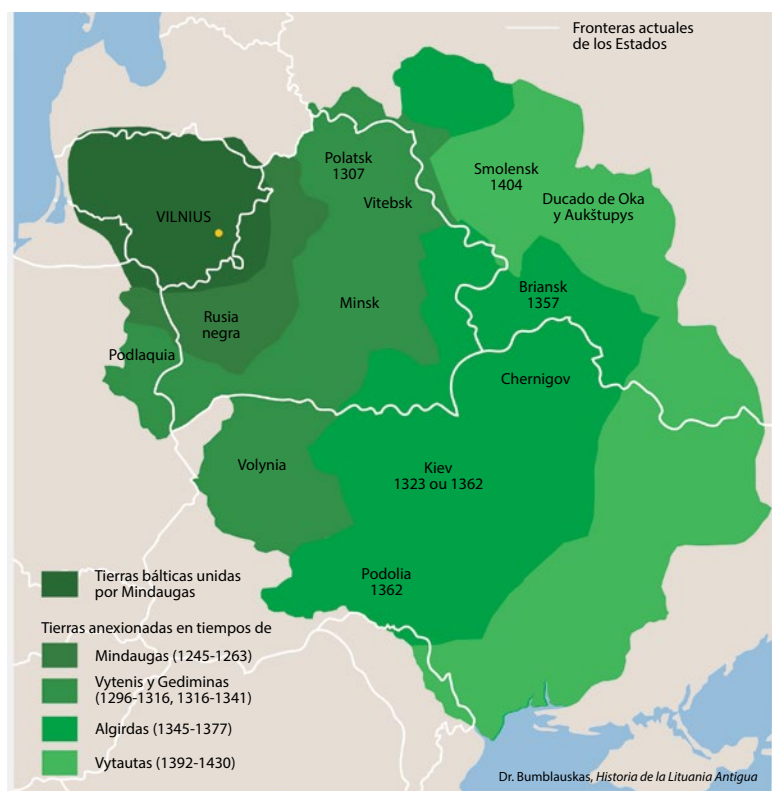 Fronteras actuales
de los Estados
Polatsk
1307
Vitebsk
Smolensk
1404
Ducado de Oka
y Aukštupys
VILNIUS
Briansk
1357
Rusia
negra
Minsk
Podlaquia
Chernigov
Volynia
Kiev
1323 ou 1362
Podolia
1362
Tierras bálticas unidas
por Mindaugas
Tierras anexionadas en tiempos de
Mindaugas (1245-1263)
Vytenis y Gediminas
(1296-1316, 1316-1341)
Algirdas (1345-1377)
Vytautas (1392-1430)
Dr. Bumblauskas, Historia de la Lituania Antigua